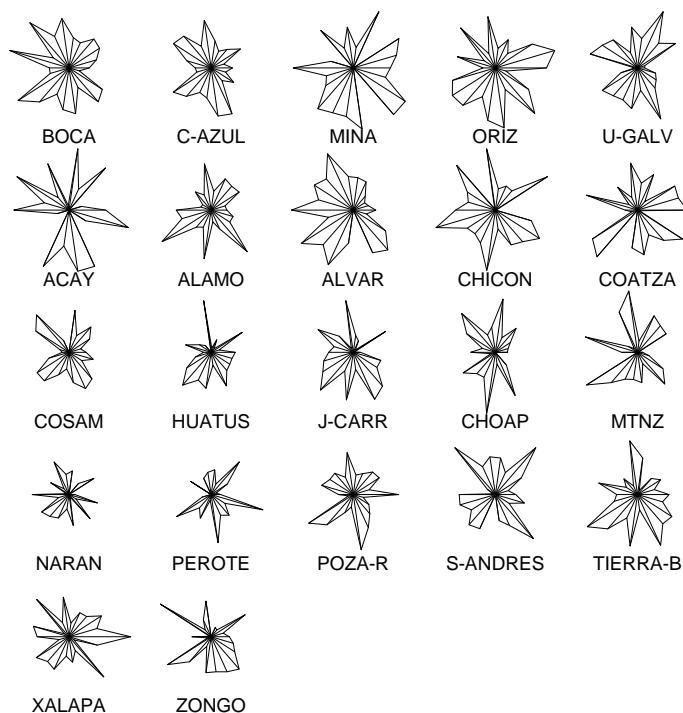 BOCA C-AZUL MINA ORIZ U-GALV
ACAY ALAMO ALVAR CHICON COATZA
COSAM HUATUS J-CARR CHOAP MTNZ
NARAN PEROTE POZA-R S-ANDRES TIERRA-B
XALAPA ZONGO